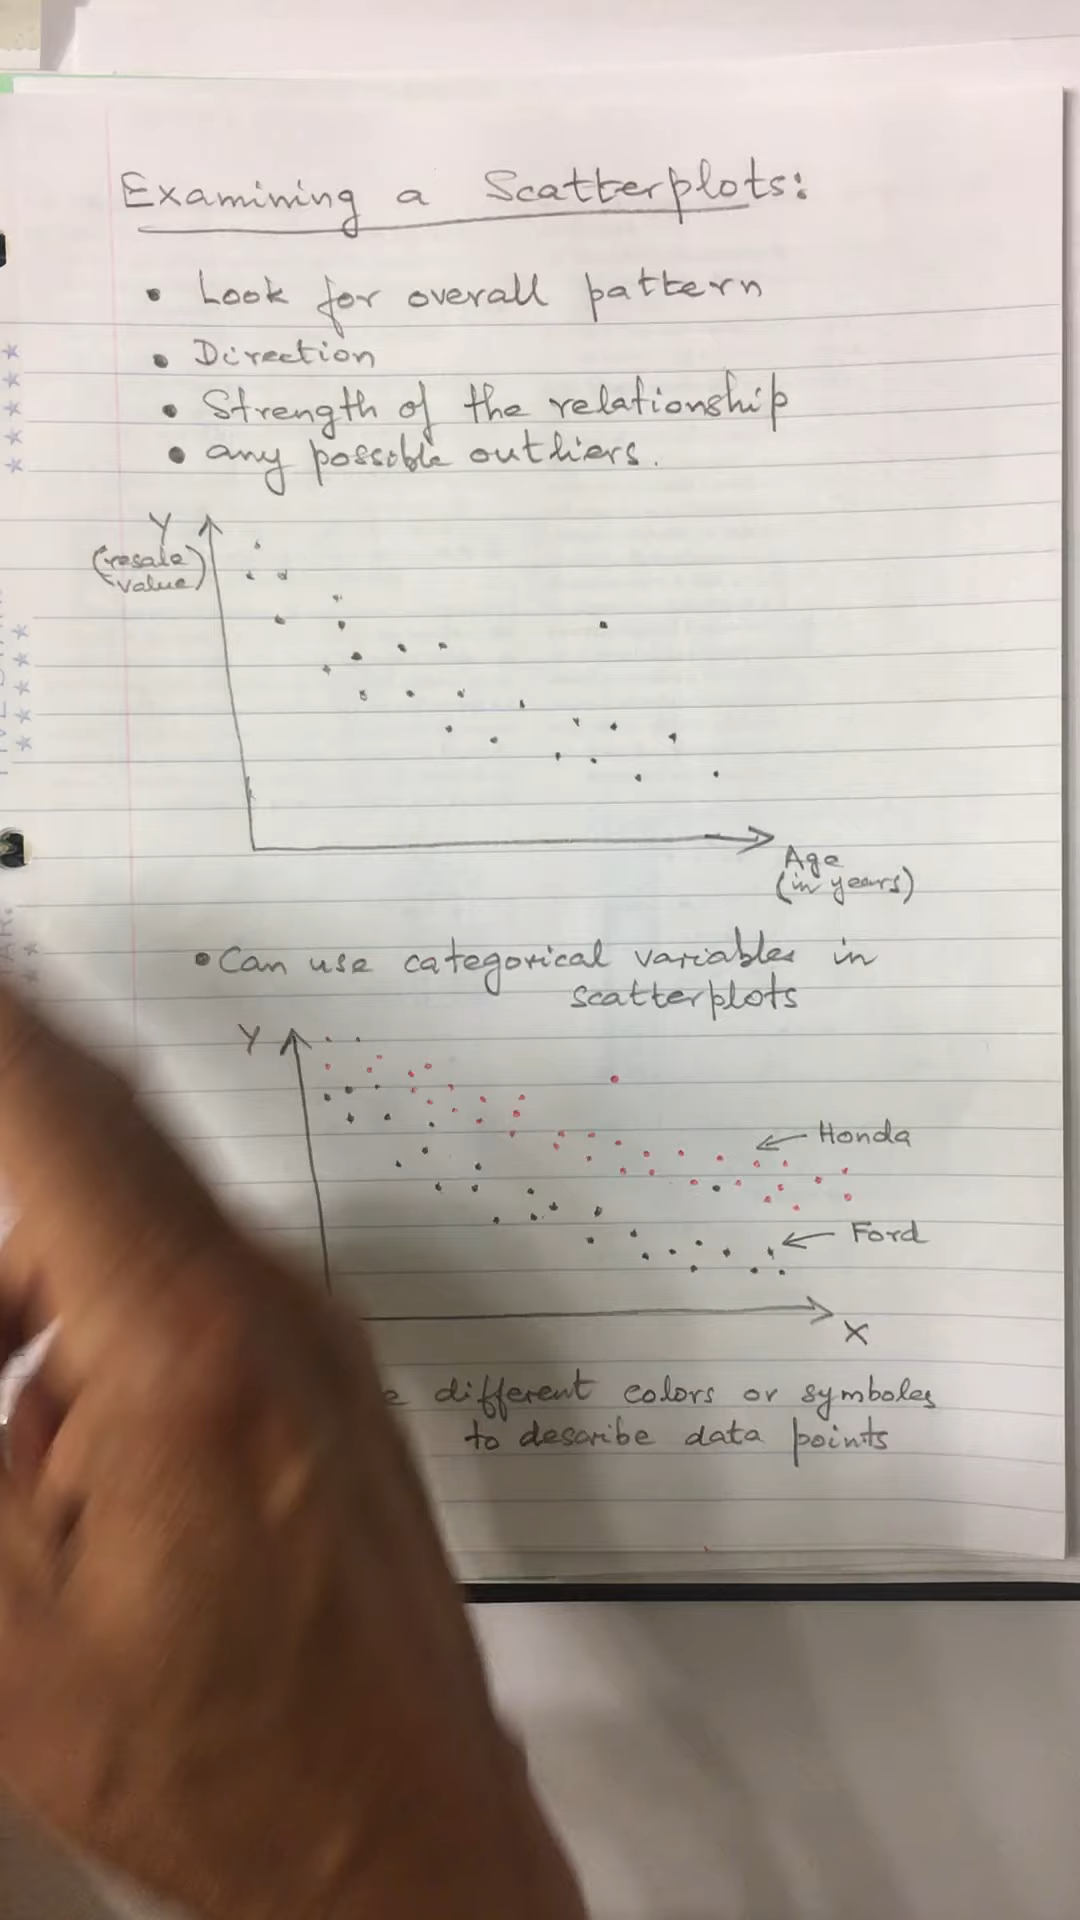 Examining a Scatterplots:
• Look for overall pattern
• Direction
• Strength of the relationship
• any possible outliers.
Y
(resale
value)
Age
(in years)
• Can use categorical variables in
scatterplots
Y
Honda
Ford
X
different colors or symboles
to describe data points